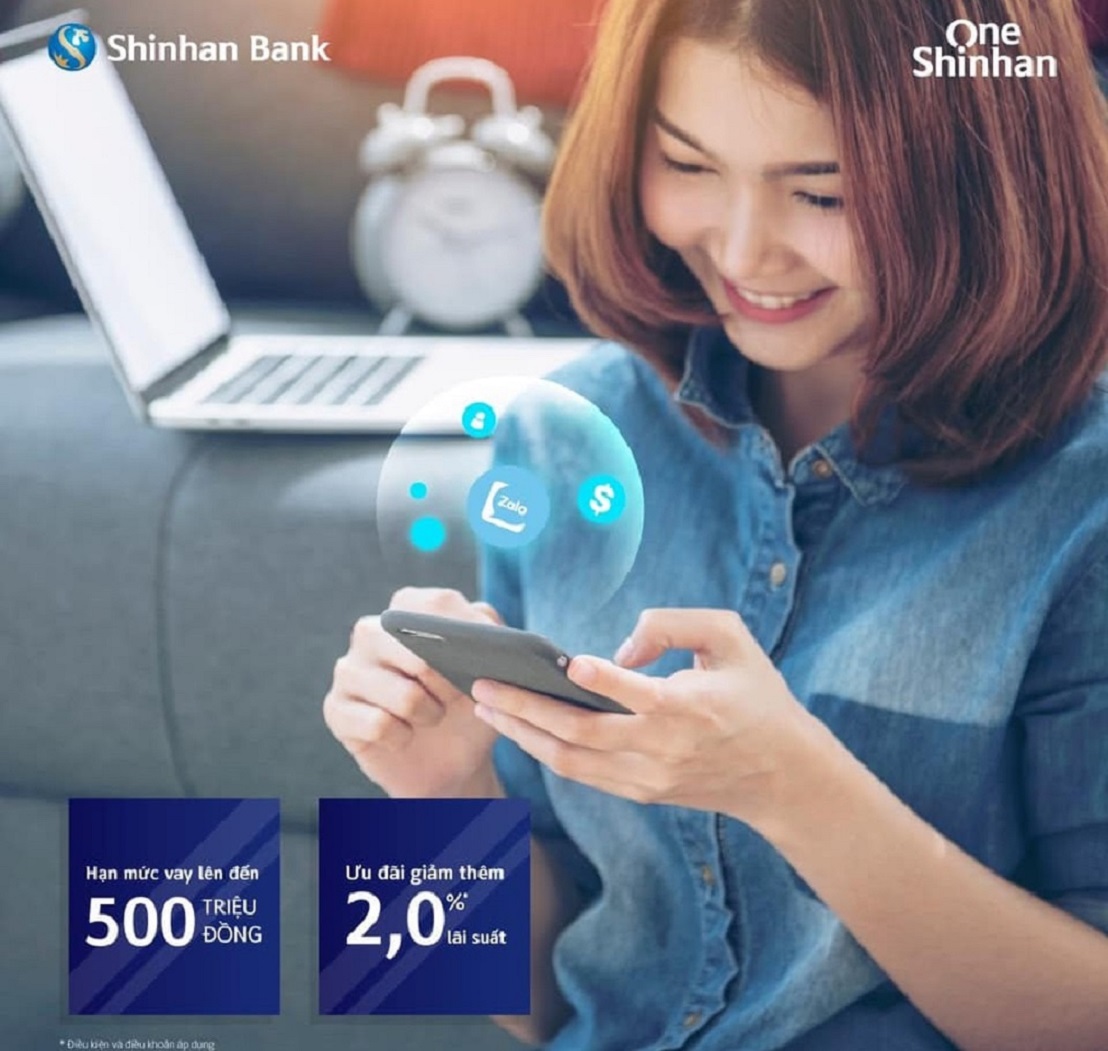 Shinhan Bank
One
Shinhan
Zalo
Hạn mức vay lên đến
500 TRIỆU
ĐỒNG
Ưu đãi giảm thêm
2,0%*
lãi suất
* Điều kiện và điều khoản áp dụng